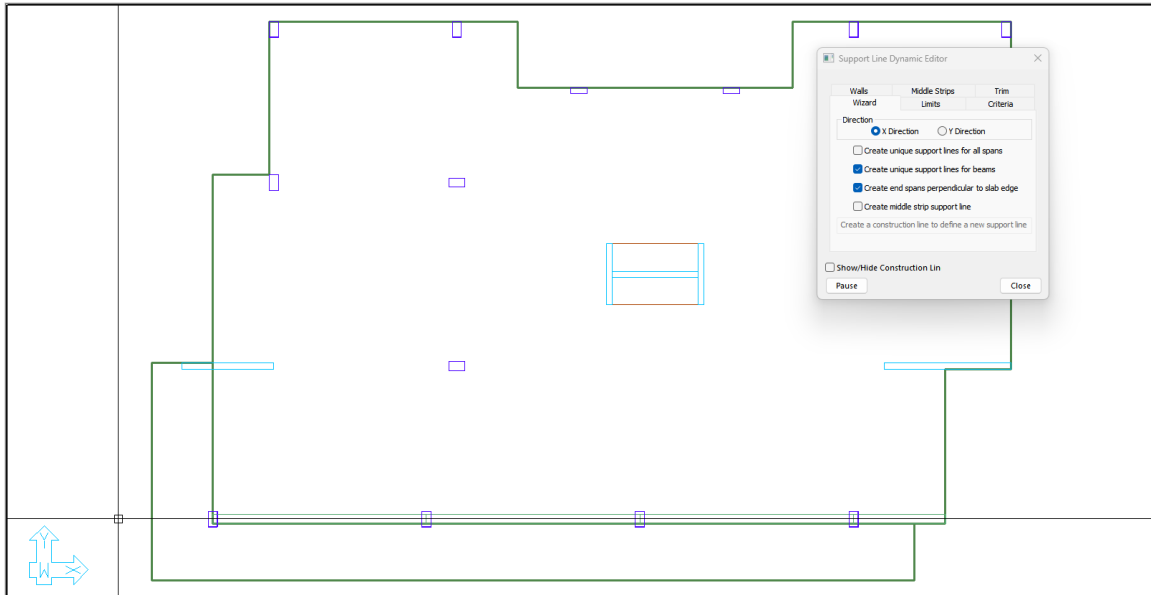 Support Line Dynamic Editor
Walls Middle Strips Trim
Wizard Limits Criteria
Direction
X Direction Y Direction
Create unique support lines for all spans
Create unique support lines for beams
Create end spans perpendicular to slab edge
Create middle strip support line
Create a construction line to define a new support line
Show/Hide Construction Lin
Pause Close
Y
W X